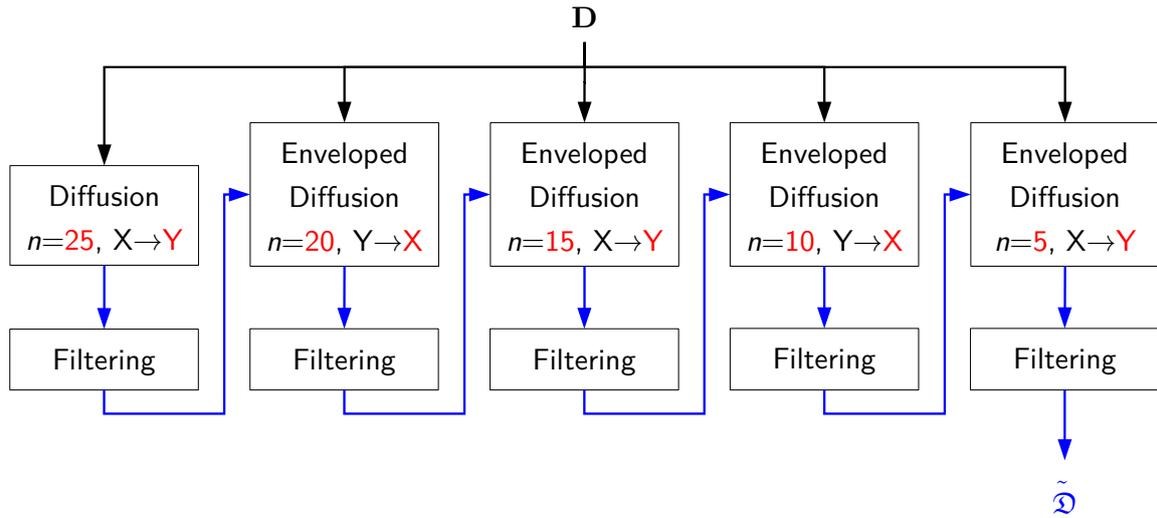 D
Diffusion
n=25, X→Y
Enveloped
Diffusion
n=20, Y→X
Enveloped
Diffusion
n=15, X→Y
Enveloped
Diffusion
n=10, Y→X
Enveloped
Diffusion
n=5, X→Y
Filtering
Filtering
Filtering
Filtering
Filtering
𝔇̃